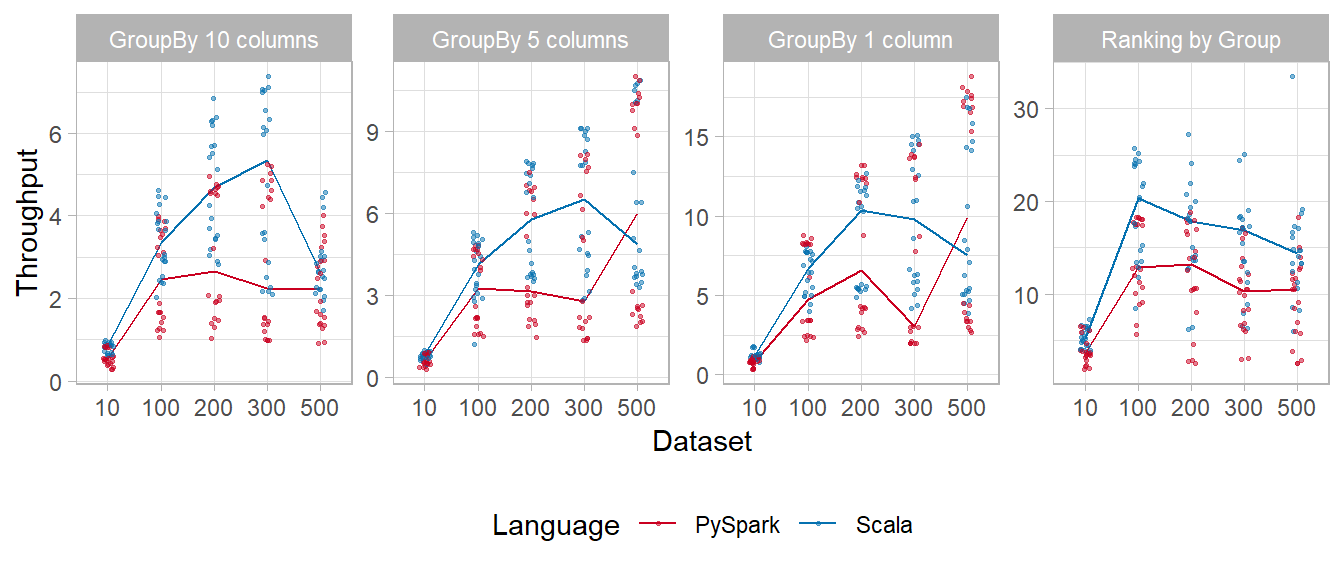 GroupBy 10 columns
GroupBy 5 columns
GroupBy 1 column
Ranking by Group
Throughput
6
4
2
0
9
6
3
0
15
10
5
0
30
20
10
10 100 200 300 500
10 100 200 300 500
10 100 200 300 500
10 100 200 300 500
Dataset
Language PySpark Scala